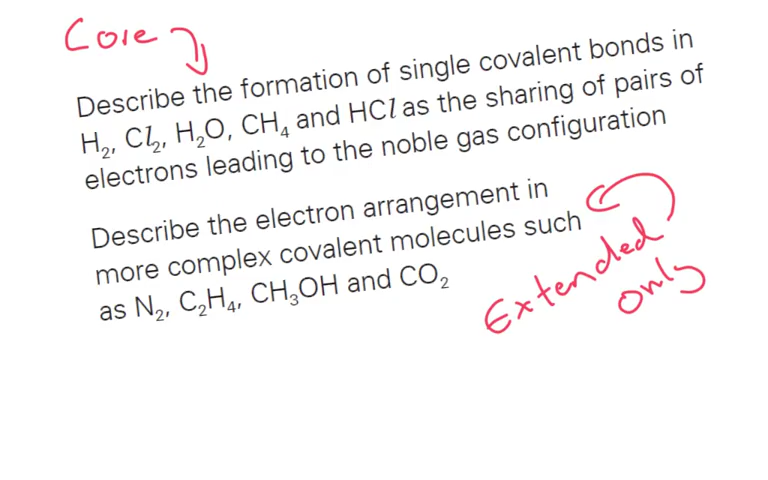 Core
Describe the formation of single covalent bonds in
H₂, Cl₂, H₂O, CH₄ and HCl as the sharing of pairs of
electrons leading to the noble gas configuration
Describe the electron arrangement in
more complex covalent molecules such
as N₂, C₂H₄, CH₃OH and CO₂
Extended
only